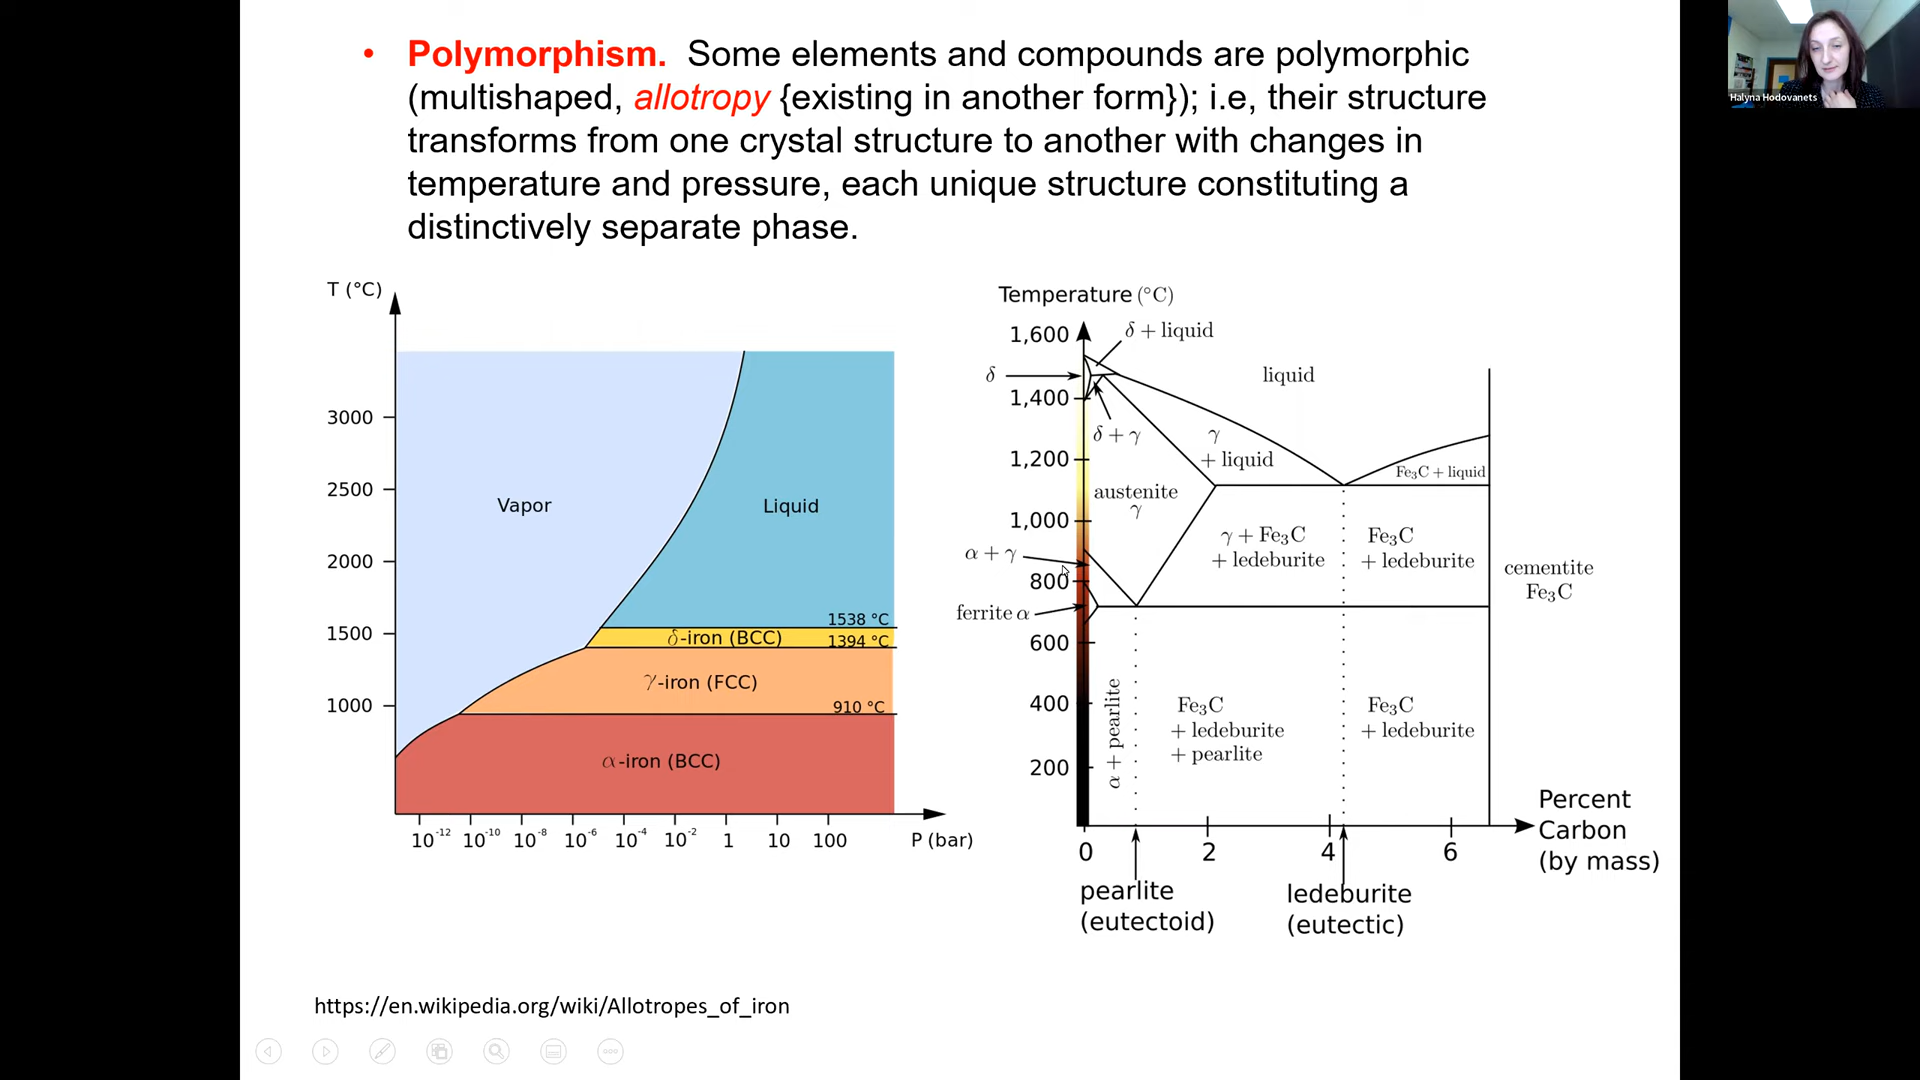 • Polymorphism. Some elements and compounds are polymorphic
(multishaped, allotropy {existing in another form}); i.e, their structure
transforms from one crystal structure to another with changes in
temperature and pressure, each unique structure constituting a
distinctively separate phase.
Halyna Hodovanets
T (°C)
3000
2500
2000
1500
1000
Vapor
Liquid
1538 °C
δ-iron (BCC)
1394 °C
γ-iron (FCC)
910 °C
α-iron (BCC)
10⁻¹² 10⁻¹⁰ 10⁻⁸ 10⁻⁶ 10⁻⁴ 10⁻² 1 10 100
P (bar)
Temperature (°C)
1,600
1,400
1,200
1,000
800
600
400
200
δ + liquid
δ
liquid
δ + γ
γ
+ liquid
Fe₃C + liquid
austenite
γ
α + γ
γ + Fe₃C
+ ledeburite
Fe₃C
+ ledeburite
cementite
Fe₃C
ferrite α
α + pearlite
Fe₃C
+ ledeburite
+ pearlite
Fe₃C
+ ledeburite
0 2 4 6
Percent
Carbon
(by mass)
pearlite
(eutectoid)
ledeburite
(eutectic)
https://en.wikipedia.org/wiki/Allotropes_of_iron